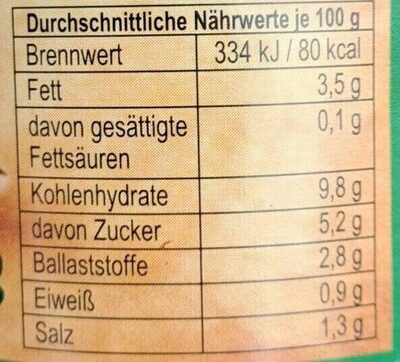 Durchschnittliche Nährwerte je 100 g
Brennwert 334 kJ / 80 kcal
Fett 3,5 g
davon gesättigte 0,1 g
Fettsäuren
Kohlenhydrate 9,8 g
davon Zucker 5,2 g
Ballaststoffe 2,8 g
Eiweiß 0,9 g
Salz 1,3 g